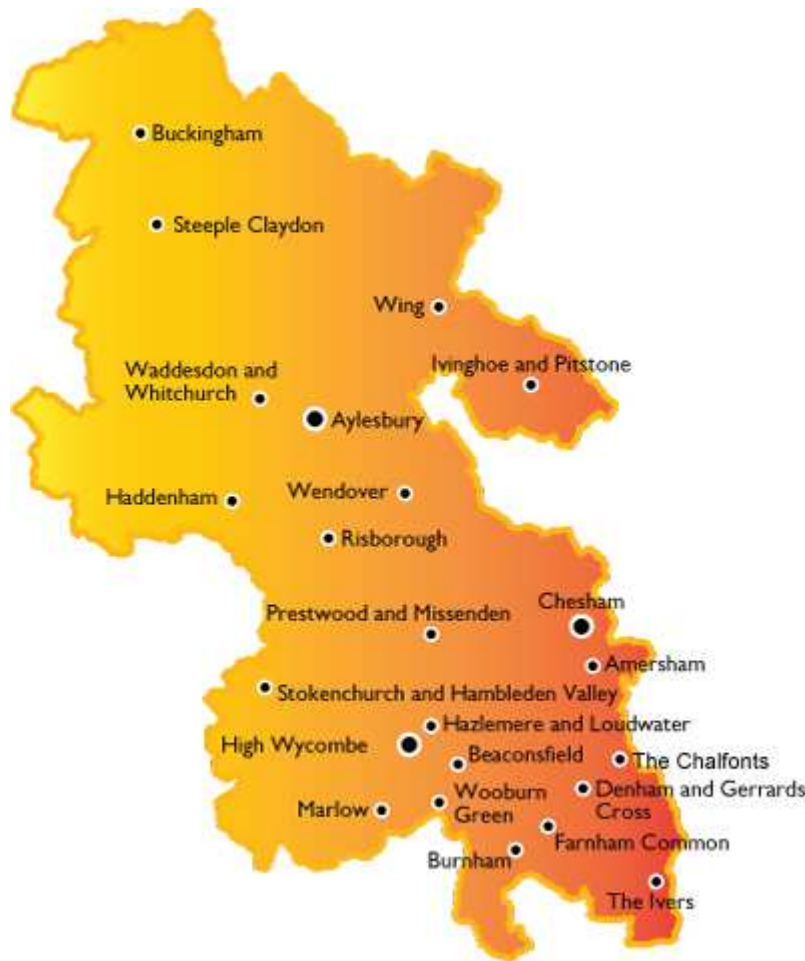 Buckingham
Steeple Claydon
Wing
Ivinghoe and Pitstone
Waddesdon and
Whitchurch
Aylesbury
Wendover
Haddenham
Risborough
Chesham
Prestwood and Missenden
Amersham
Stokenchurch and Hambleden Valley
Hazlemere and Loudwater
High Wycombe
Beaconsfield
The Chalfonts
Denham and Gerrards
Cross
Wooburn
Green
Marlow
Farnham Common
Burnham
The Ivers